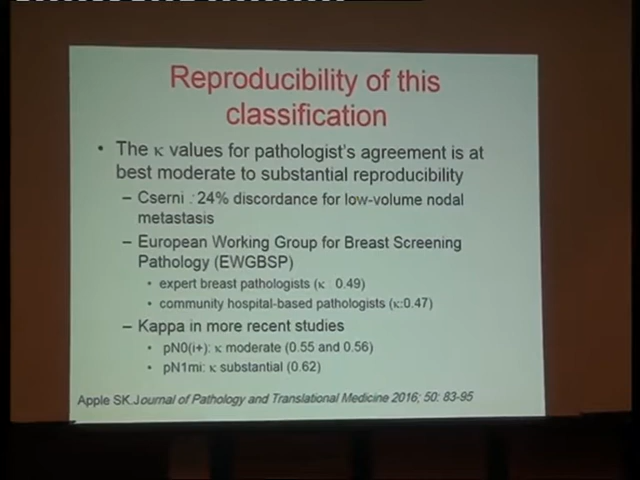 Reproducibility of this
classification
• The κ values for pathologist's agreement is at
best moderate to substantial reproducibility
– Cserni : 24% discordance for low-volume nodal
metastasis
– European Working Group for Breast Screening
Pathology (EWGBSP)
• expert breast pathologists (κ 0.49)
• community hospital-based pathologists (κ:0.47)
– Kappa in more recent studies
• pN0(i+): κ moderate (0.55 and 0.56)
• pN1mi: κ substantial (0.62)
Apple SK.Journal of Pathology and Translational Medicine 2016; 50: 83-95